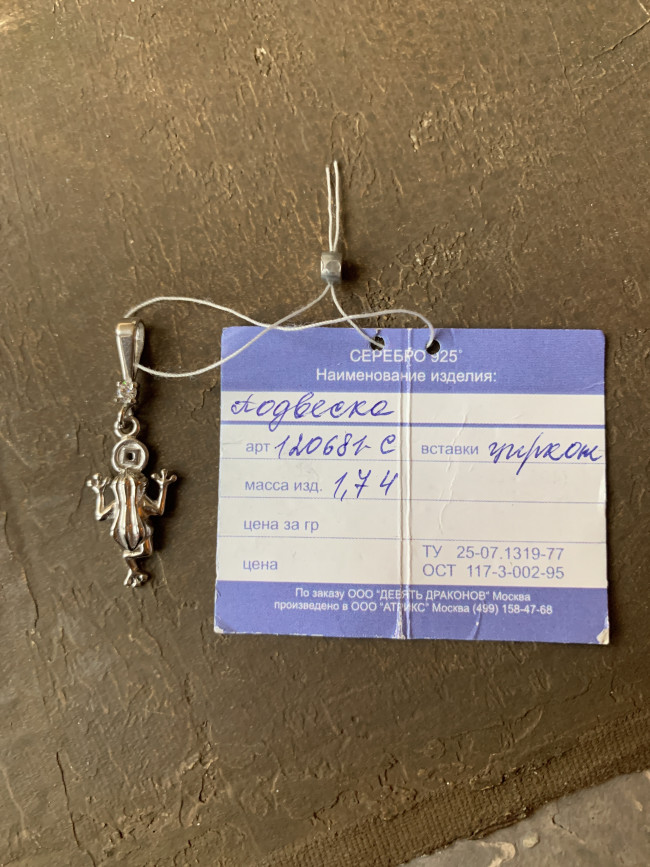 СЕРЕБРО 925°
Наименование изделия:
Подвеска
арт 120681-С вставки циркон
масса изд. 1,74
цена за гр
ТУ 25-07.1319-77
цена ОСТ 117-3-002-95
По заказу ООО "ДЕВЯТЬ ДРАКОНОВ" Москва
произведено в ООО "АТРИКС" Москва (499) 158-47-68